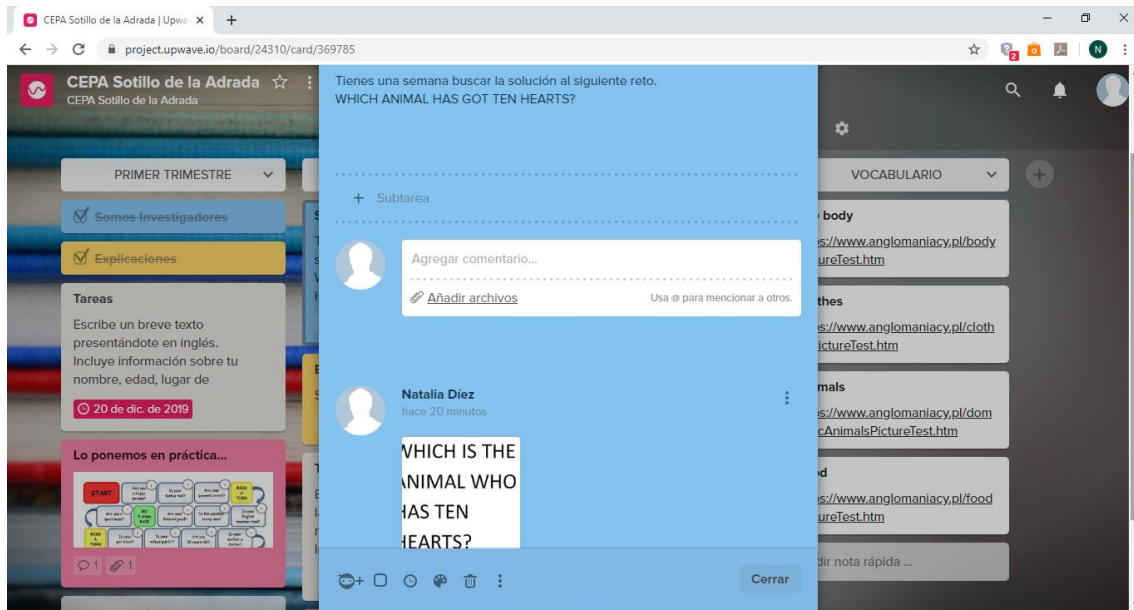 CEPA Sotillo de la Adrada | Upwa
project.upwave.io/board/24310/card/369785
2
N
CEPA Sotillo de la Adrada
CEPA Sotillo de la Adrada
PRIMER TRIMESTRE
Somos Investigadores
Explicaciones
Tareas
Escribe un breve texto
presentándote en inglés.
Incluye información sobre tu
nombre, edad, lugar de
20 de dic. de 2019
Lo ponemos en práctica...
START
1
1
Tienes una semana buscar la solución al siguiente reto.
WHICH ANIMAL HAS GOT TEN HEARTS?
+ Subtarea
Agregar comentario...
Añadir archivos
Usa @ para mencionar a otros.
Natalia Díez
hace 20 minutos
WHICH IS THE
ANIMAL WHO
HAS TEN
HEARTS?
Cerrar
VOCABULARIO
body
s://www.anglomaniacy.pl/body
ureTest.htm
thes
s://www.anglomaniacy.pl/cloth
ictureTest.htm
mals
s://www.anglomaniacy.pl/dom
cAnimalsPictureTest.htm
d
s://www.anglomaniacy.pl/food
ureTest.htm
dir nota rápida ...